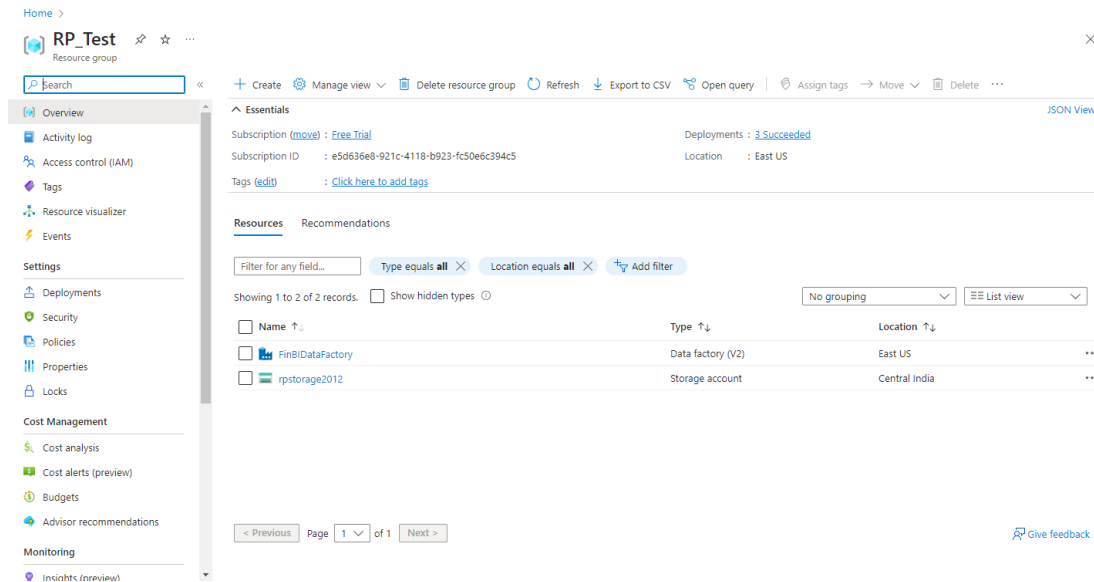 Home >
RP_Test
Resource group
Search
Overview
Activity log
Access control (IAM)
Tags
Resource visualizer
Events
Settings
Deployments
Security
Policies
Properties
Locks
Cost Management
Cost analysis
Cost alerts (preview)
Budgets
Advisor recommendations
Monitoring
Insights (preview)
Create Manage view Delete resource group Refresh Export to CSV Open query Assign tags Move Delete
Essentials JSON View
Subscription (move) : Free Trial Deployments : 3 Succeeded
Subscription ID : e5d636e8-921c-4118-b923-fc50e6c394c5 Location : East US
Tags (edit) : Click here to add tags
Resources Recommendations
Filter for any field... Type equals all Location equals all Add filter
Showing 1 to 2 of 2 records. Show hidden types No grouping List view
Name Type Location
FinBIDataFactory Data factory (V2) East US
rpstorage2012 Storage account Central India
< Previous Page 1 of 1 Next > Give feedback